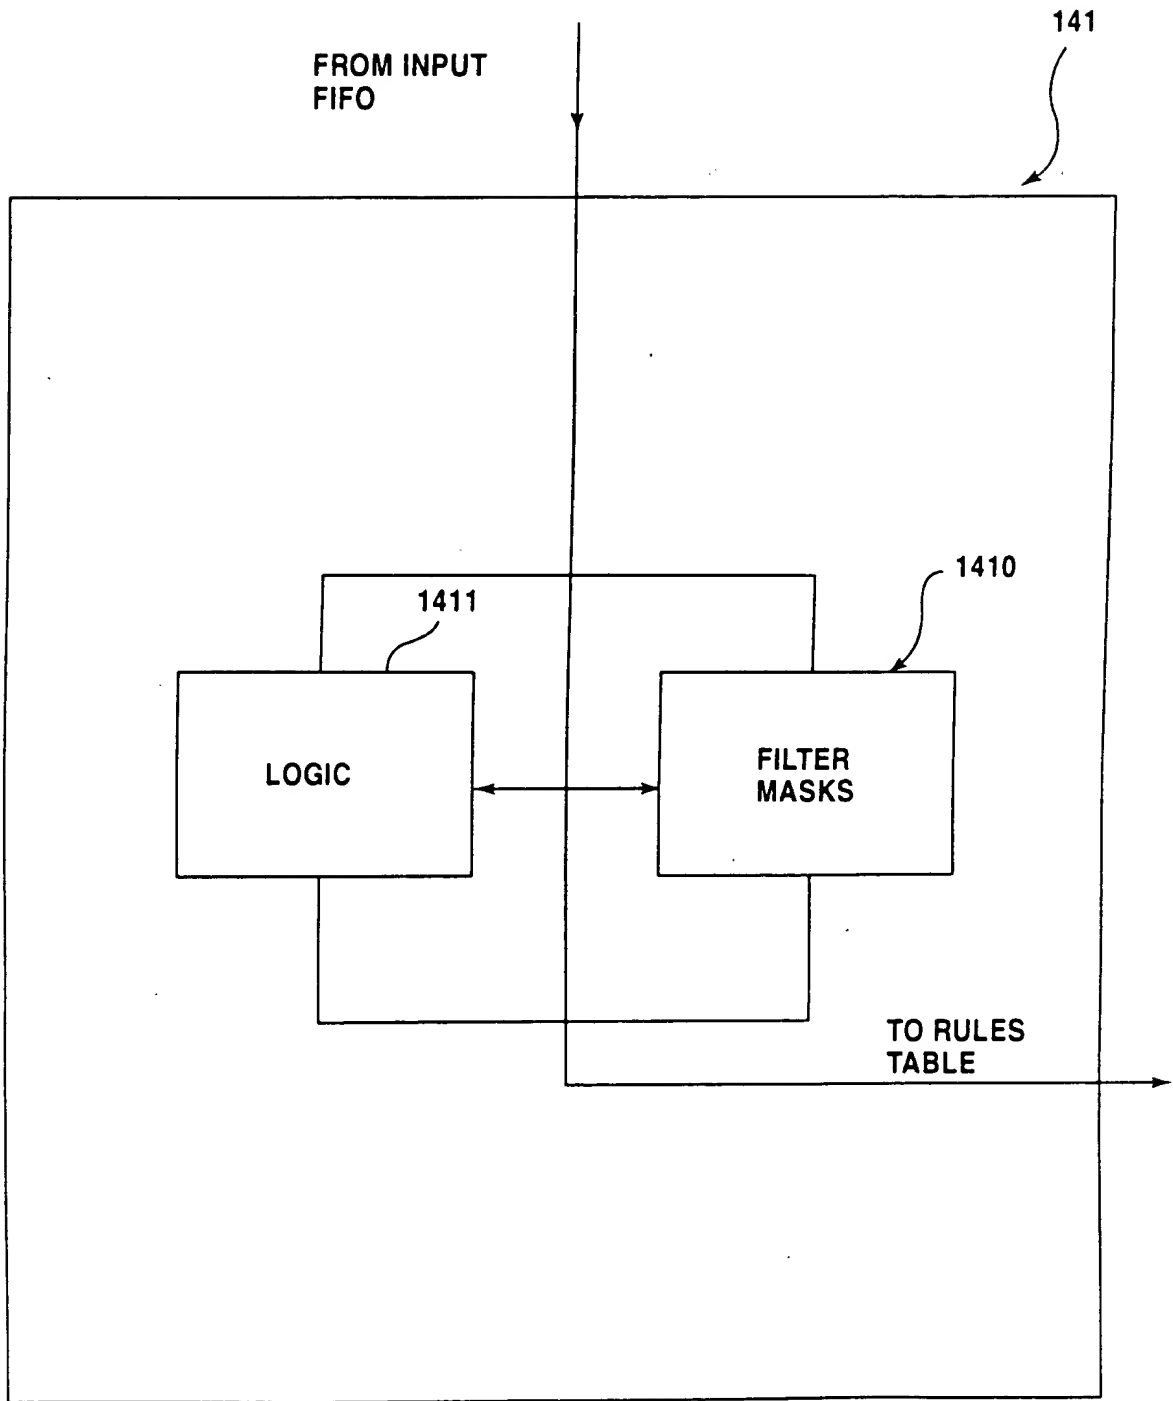 141
FROM INPUT
FIFO
1410
1411
LOGIC
FILTER
MASKS
TO RULES
TABLE